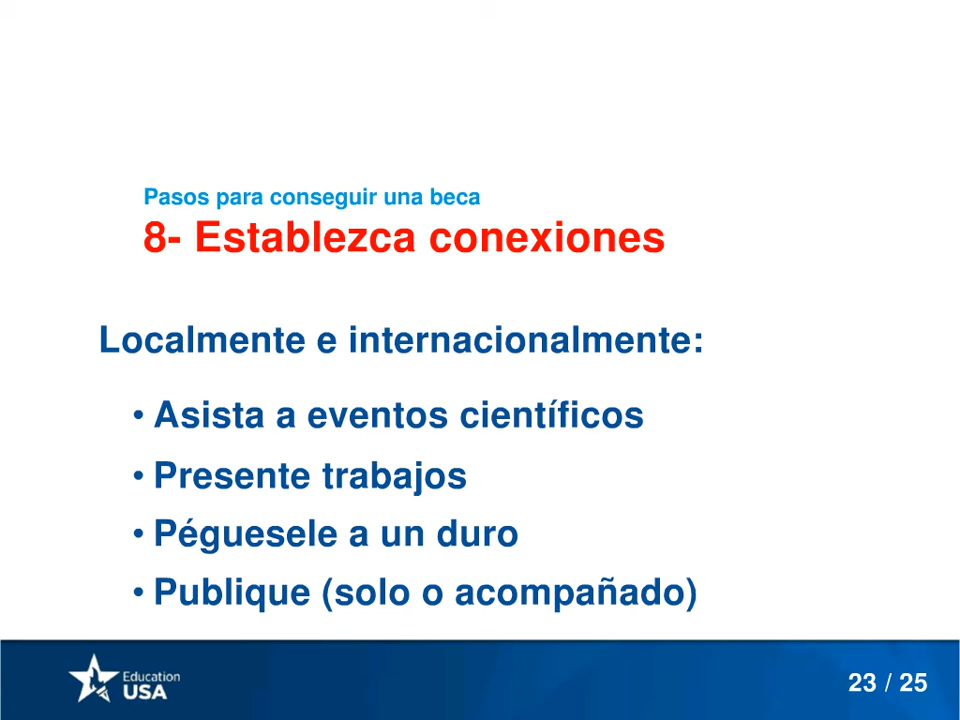 Pasos para conseguir una beca
8- Establezca conexiones
Localmente e internacionalmente:
• Asista a eventos científicos
• Presente trabajos
• Péguesele a un duro
• Publique (solo o acompañado)
Education
USA
23 / 25